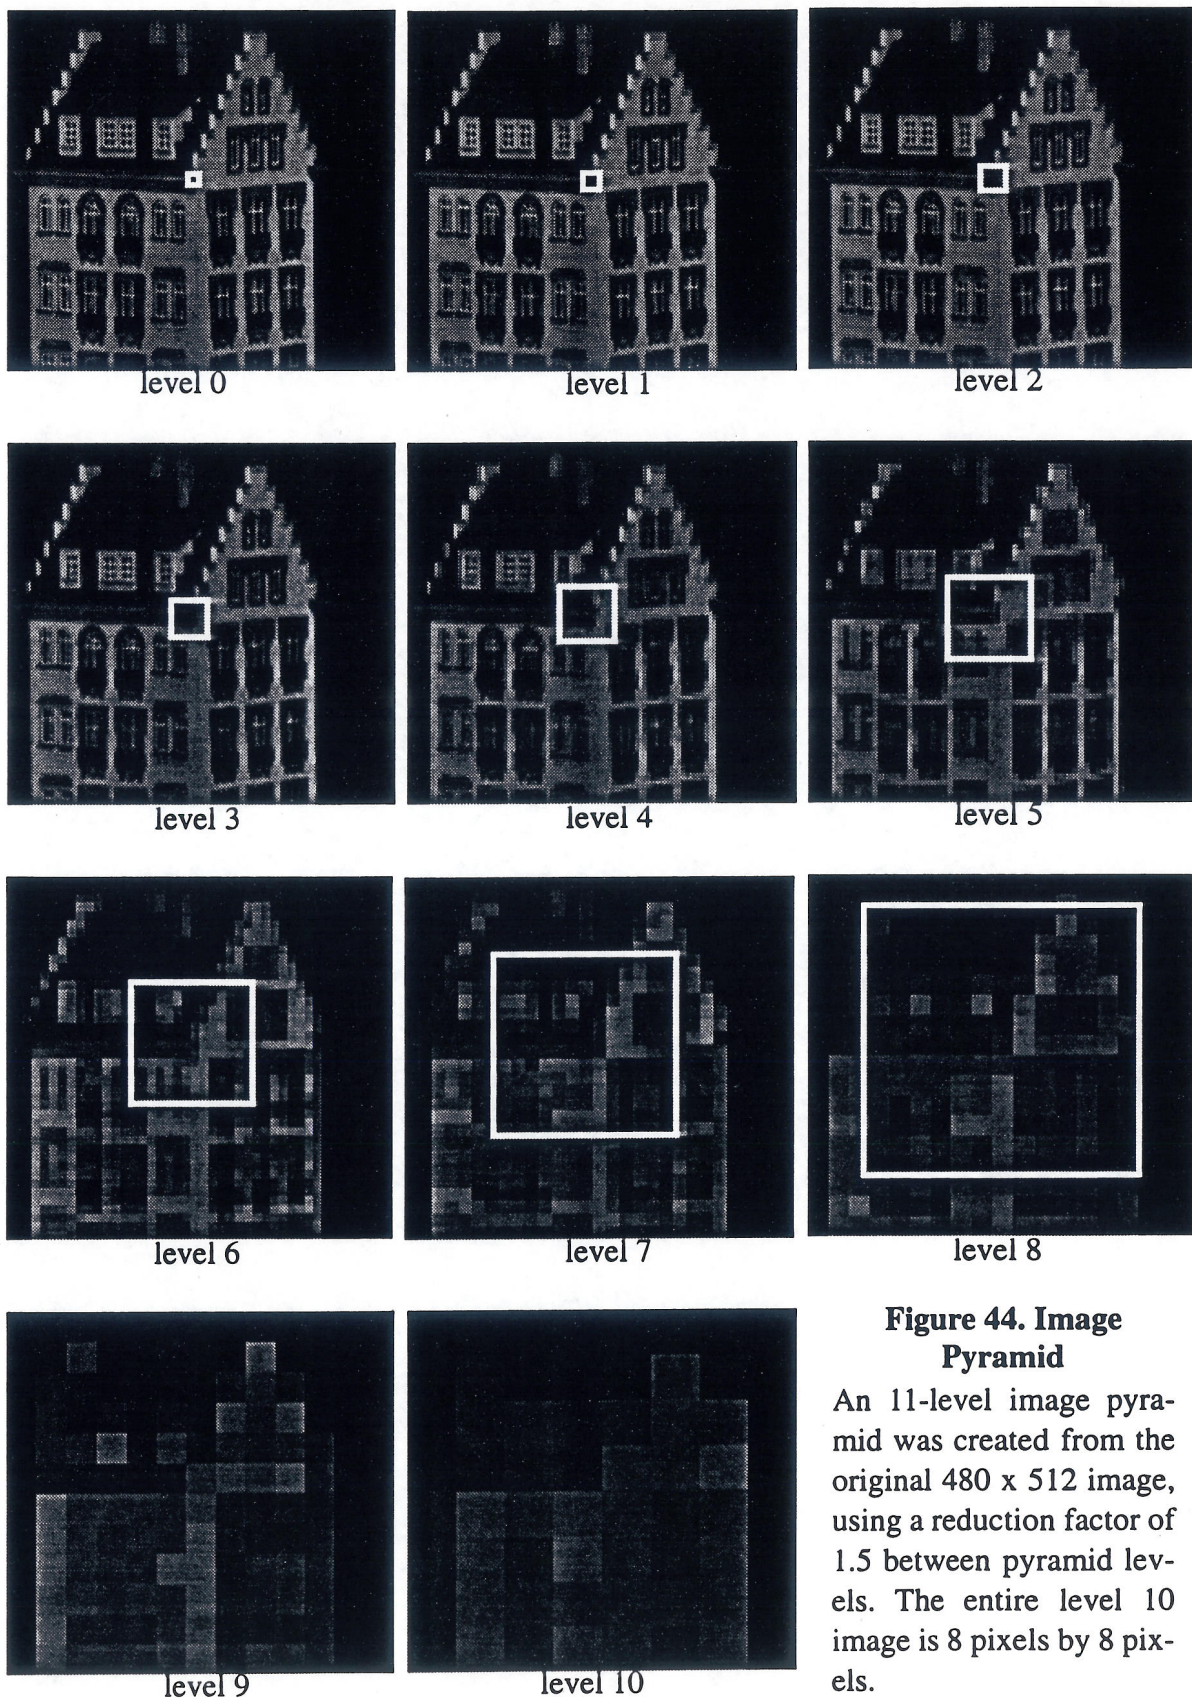 level 0
level 1
level 2
level 3
level 4
level 5
level 6
level 7
level 8
level 9
level 10
Figure 44. Image
Pyramid
An 11-level image pyra-
mid was created from the
original 480 x 512 image,
using a reduction factor of
1.5 between pyramid lev-
els. The entire level 10
image is 8 pixels by 8 pix-
els.